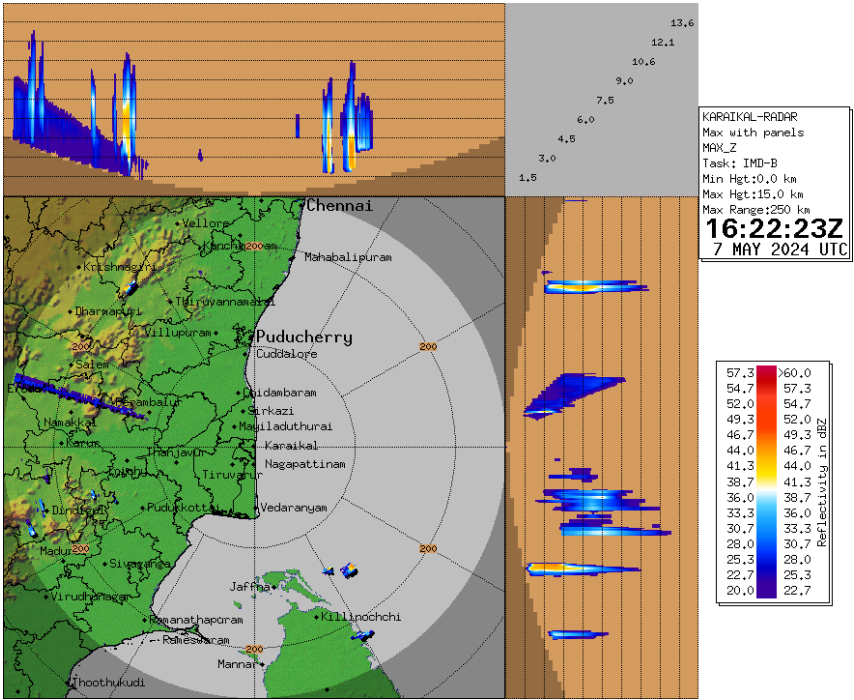 13.6
12.1
10.6
9.0
7.5
6.0
4.5
3.0
1.5
KARAIKAL-RADAR
Max with panels
MAX_Z
Task: IMD-B
Min Hgt:0.0 km
Max Hgt:15.0 km
Max Range:250 km
16:22:23Z
7 MAY 2024 UTC
Chennai
Vellore
200
Mahabalipuram
Krishnagiri
Thiruvannamalai
Dharmapuri
Villupuram
Puducherry
200
200
Cuddalore
Salem
Chidambaram
Perambalur
Sirkazi
Namakkal
Mayiladuthurai
Karur
Karaikal
Thanjavur
Nagapattinam
Tiruvarur
Pudukkottai
Vedaranyam
Dindigul
200
200
Sivaganga
Jaffna
Virudhunagar
Ramanathapuram
Killinochchi
Rameswaram
200
Mannar
Thoothukudi
57.3 >60.0
54.7 57.3
52.0 54.7
49.3 52.0
46.7 49.3
44.0 46.7
41.3 44.0
38.7 41.3
36.0 38.7
33.3 36.0
30.7 33.3
28.0 30.7
25.3 28.0
22.7 25.3
20.0 22.7
Reflectivity in dBZ